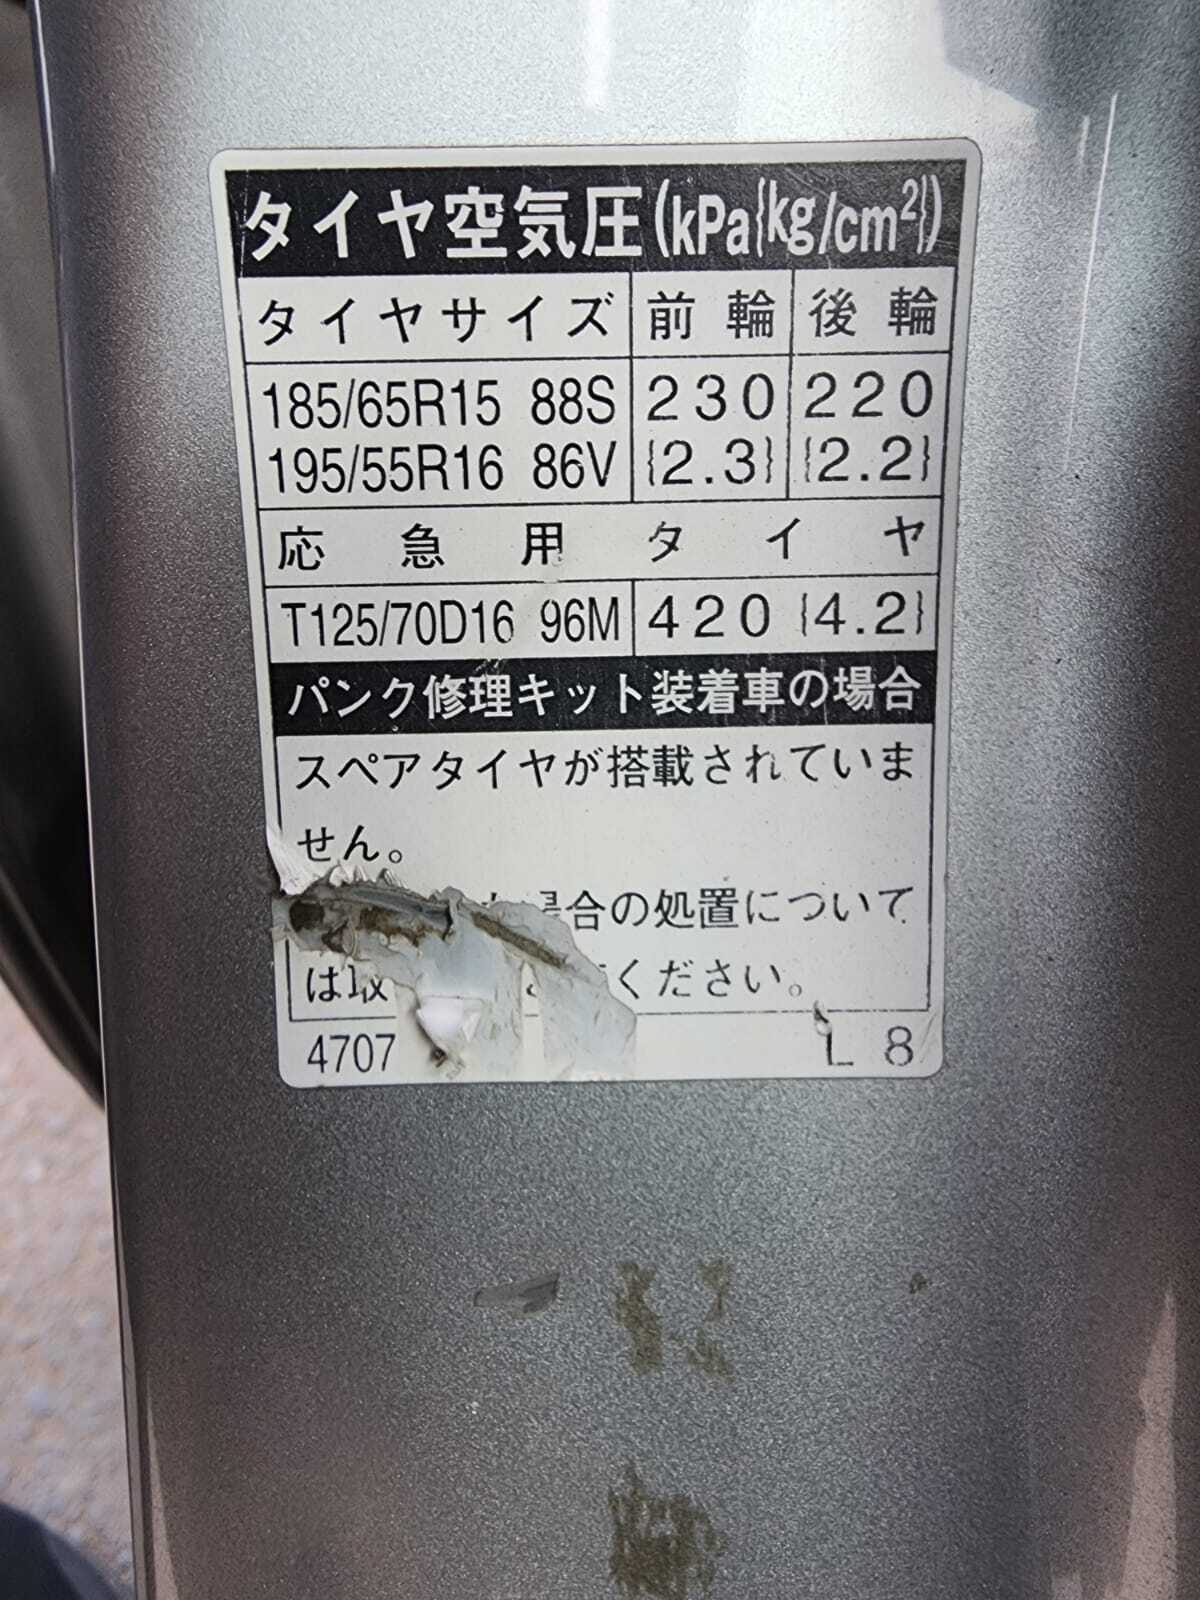 タイヤ空気圧(kPa{kg/cm²})
タイヤサイズ 前輪 後輪
185/65R15 88S 230 220
195/55R16 86V {2.3} {2.2}
応急用タイヤ
T125/70D16 96M 420 {4.2}
パンク修理キット装着車の場合
スペアタイヤが搭載されていま
せん。
場合の処置について
は取 ください。
4707 L 8